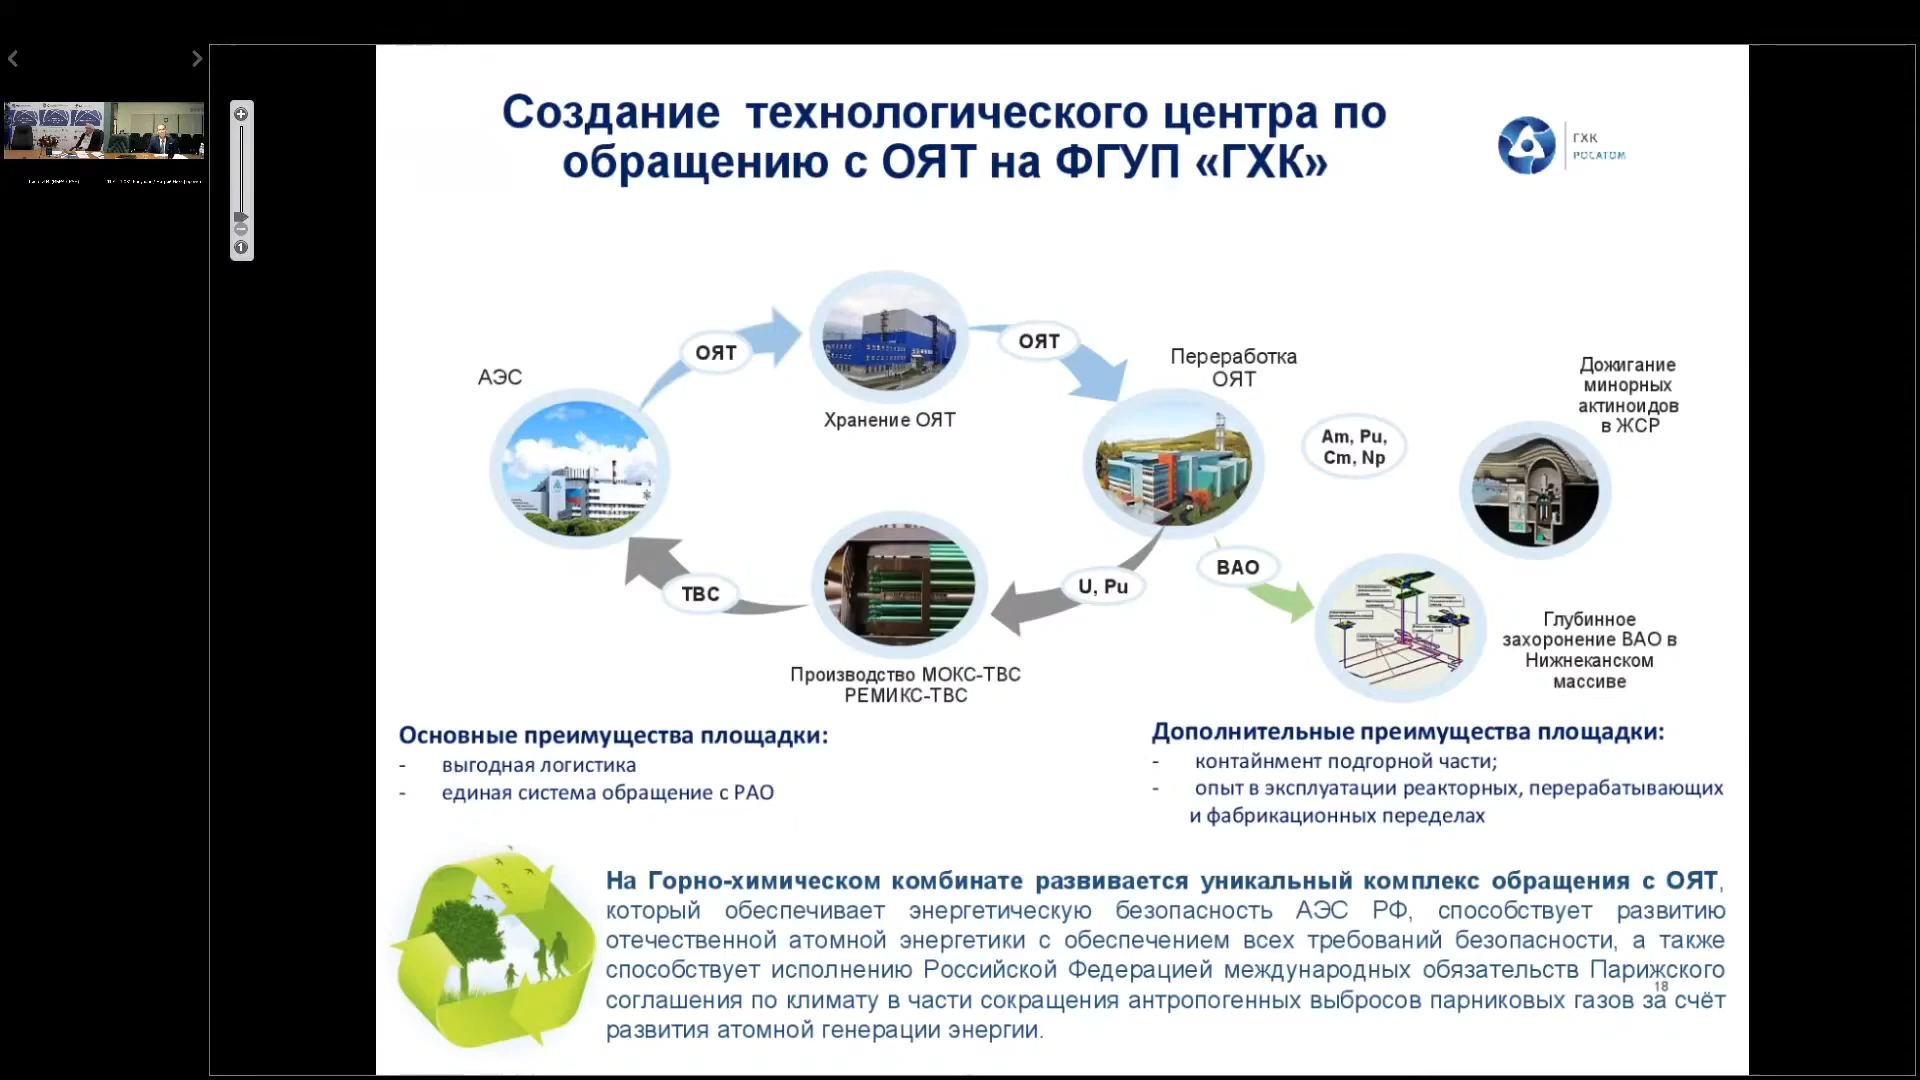 Создание технологического центра по
обращению с ОЯТ на ФГУП «ГХК»
ГХК
РОСАТОМ
ОЯТ
ОЯТ
АЭС
Хранение ОЯТ
Переработка
ОЯТ
Am, Pu,
Cm, Np
Дожигание
минорных
актиноидов
в ЖСР
ТВС
U, Pu
ВАО
Производство МОКС-ТВС
РЕМИКС-ТВС
Глубинное
захоронение ВАО в
Нижнеканском
массиве
Основные преимущества площадки:
- выгодная логистика
- единая система обращение с РАО
Дополнительные преимущества площадки:
- контайнмент подгорной части;
- опыт в эксплуатации реакторных, перерабатывающих
и фабрикационных переделах
На Горно-химическом комбинате развивается уникальный комплекс обращения с ОЯТ,
который обеспечивает энергетическую безопасность АЭС РФ, способствует развитию
отечественной атомной энергетики с обеспечением всех требований безопасности, а также
способствует исполнению Российской Федерацией международных обязательств Парижского
соглашения по климату в части сокращения антропогенных выбросов парниковых газов за счёт
развития атомной генерации энергии.
18
1